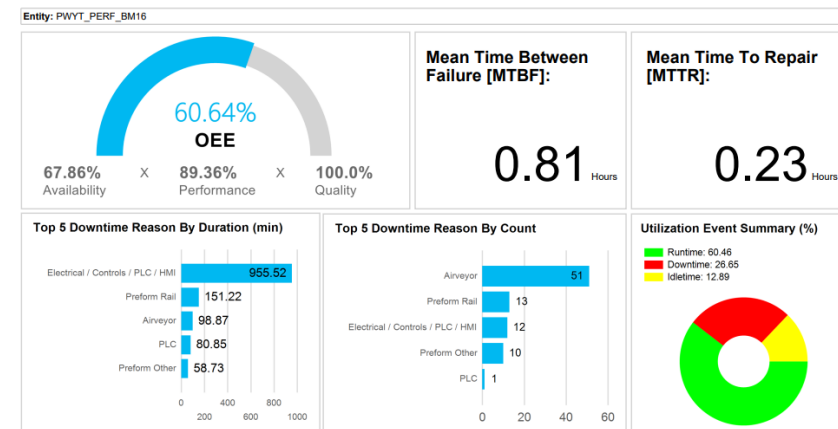 Entity: PWYT_PERF_BM16
60.64%
OEE
67.86% X 89.36% X 100.0%
Availability Performance Quality
Mean Time Between
Failure [MTBF]:
0.81 Hours
Mean Time To Repair
[MTTR]:
0.23 Hours
Top 5 Downtime Reason By Duration (min)
Electrical / Controls / PLC / HMI 955.52
Preform Rail 151.22
Airveyor 98.87
PLC 80.85
Preform Other 58.73
0 400 800
200 600 1000
Top 5 Downtime Reason By Count
Airveyor 51
Preform Rail 13
Electrical / Controls / PLC / HMI 12
Preform Other 10
PLC 1
0 20 40 60
Utilization Event Summary (%)
Runtime: 60.46
Downtime: 26.65
Idletime: 12.89